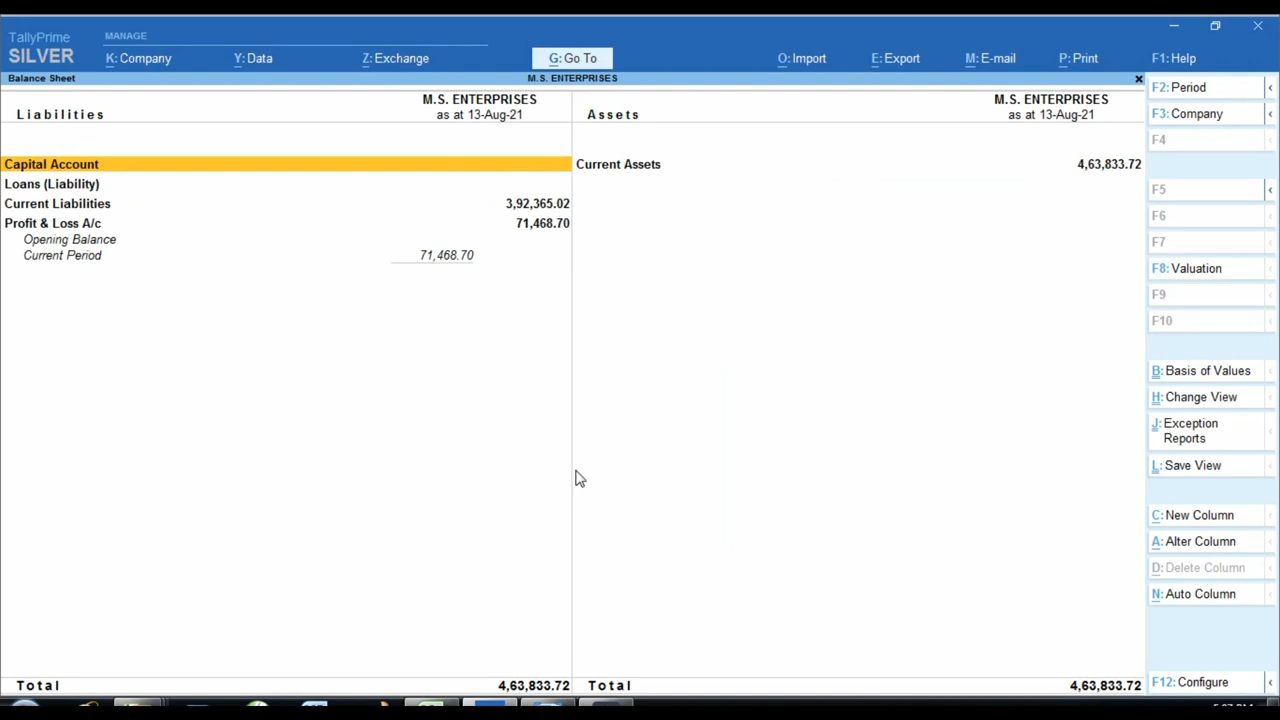 TallyPrime
SILVER
MANAGE
K: Company
Y: Data
Z: Exchange
G: Go To
O: Import
E: Export
M: E-mail
P: Print
F1: Help
Balance Sheet
M.S. ENTERPRISES
Liabilities
M.S. ENTERPRISES
as at 13-Aug-21
Assets
M.S. ENTERPRISES
as at 13-Aug-21
Capital Account
Loans (Liability)
Current Liabilities 3,92,365.02
Profit & Loss A/c 71,468.70
Opening Balance
Current Period 71,468.70
Current Assets 4,63,833.72
Total 4,63,833.72
Total 4,63,833.72
F2: Period
F3: Company
F4
F5
F6
F7
F8: Valuation
F9
F10
B: Basis of Values
H: Change View
J: Exception
Reports
L: Save View
C: New Column
A: Alter Column
D: Delete Column
N: Auto Column
F12: Configure